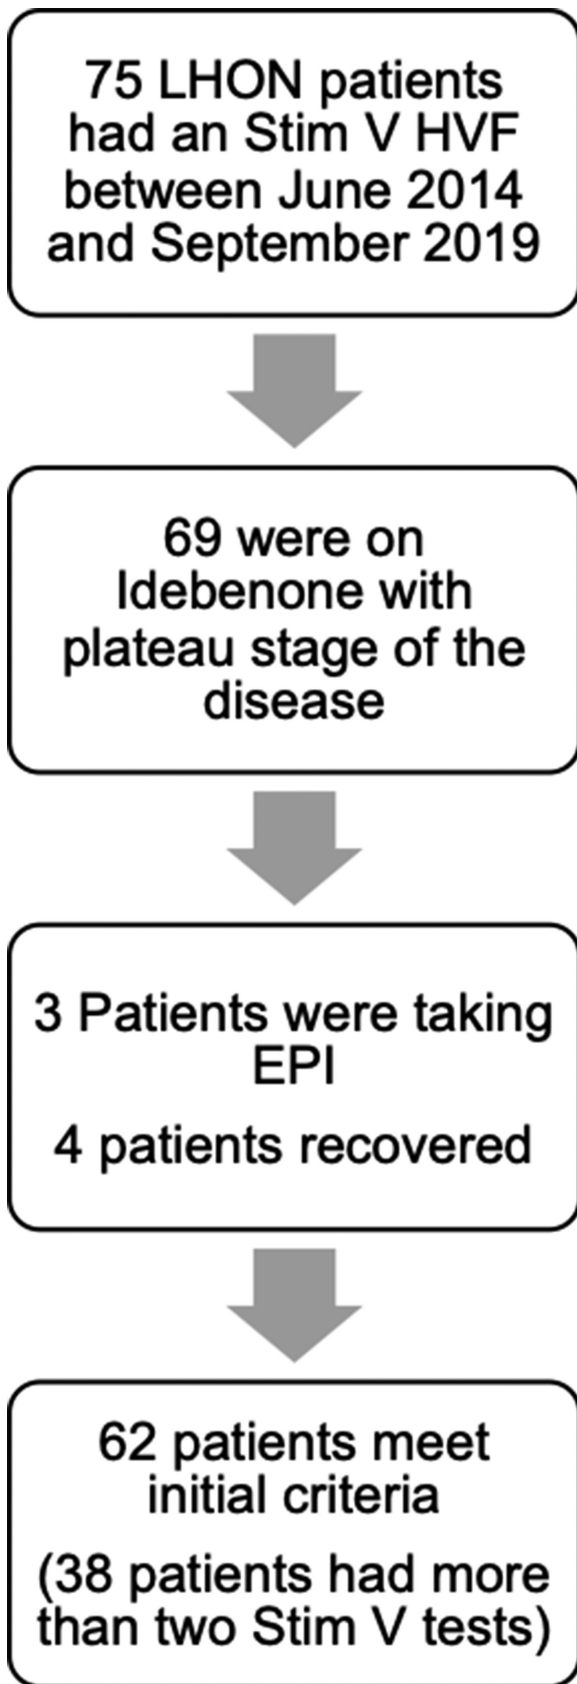 75 LHON patients
had an Stim V HVF
between June 2014
and September 2019
69 were on
Idebenone with
plateau stage of the
disease
3 Patients were taking
EPI
4 patients recovered
62 patients meet
initial criteria
(38 patients had more
than two Stim V tests)